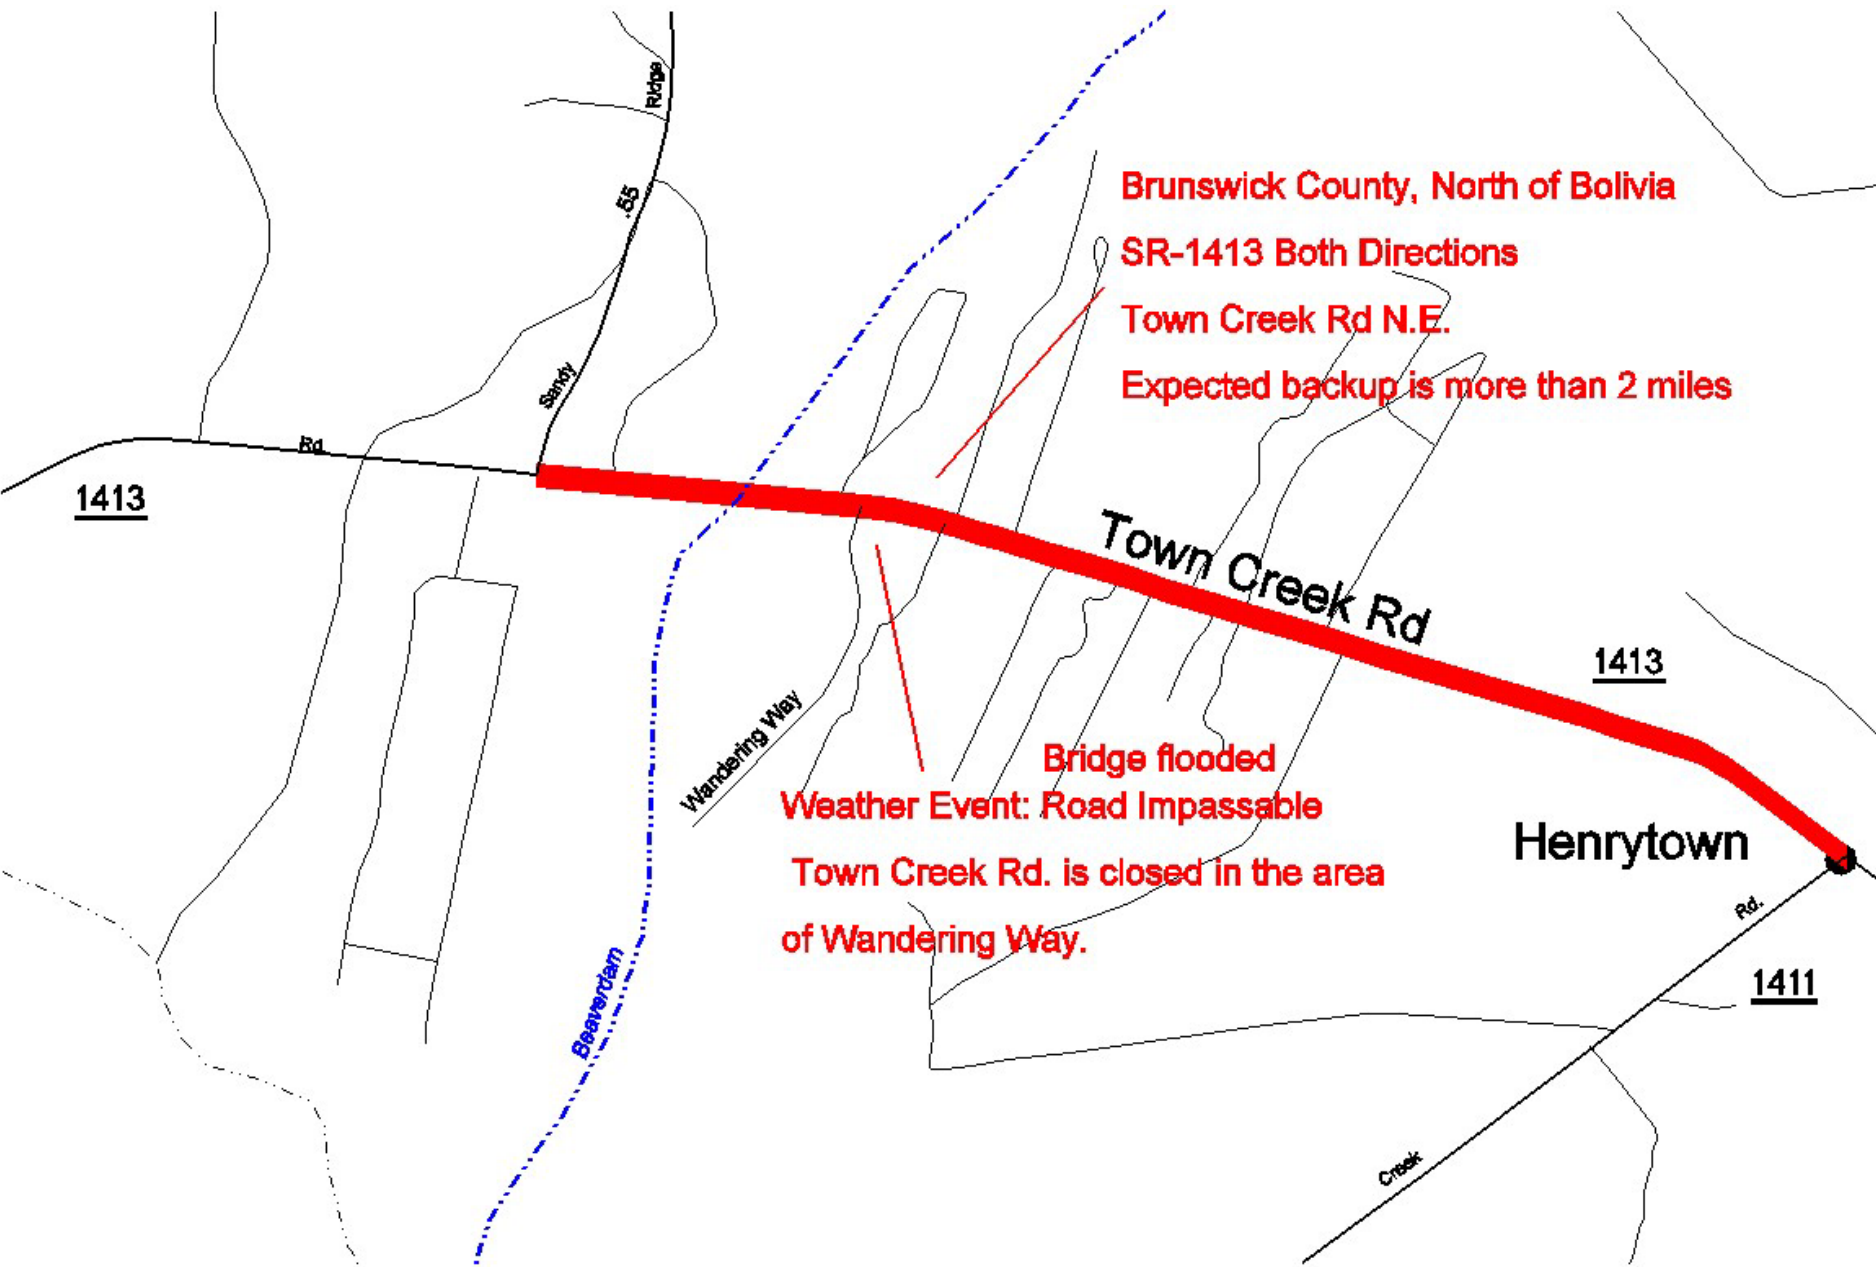 Ridge
.55
Brunswick County, North of Bolivia
SR-1413 Both Directions
Town Creek Rd N.E.
Expected backup is more than 2 miles
Sandy
Rd.
1413
Town Creek Rd
1413
Wandering Way
Bridge flooded
Weather Event: Road Impassable
Town Creek Rd. is closed in the area
of Wandering Way.
Henrytown
Rd.
1411
Beaverdam
Creek